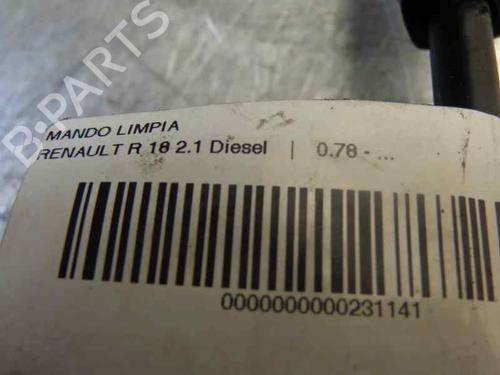 B-PARTS
MANDO LIMPIA
RENAULT R 18 2.1 Diesel | 0.78 - ...
0000000000231141